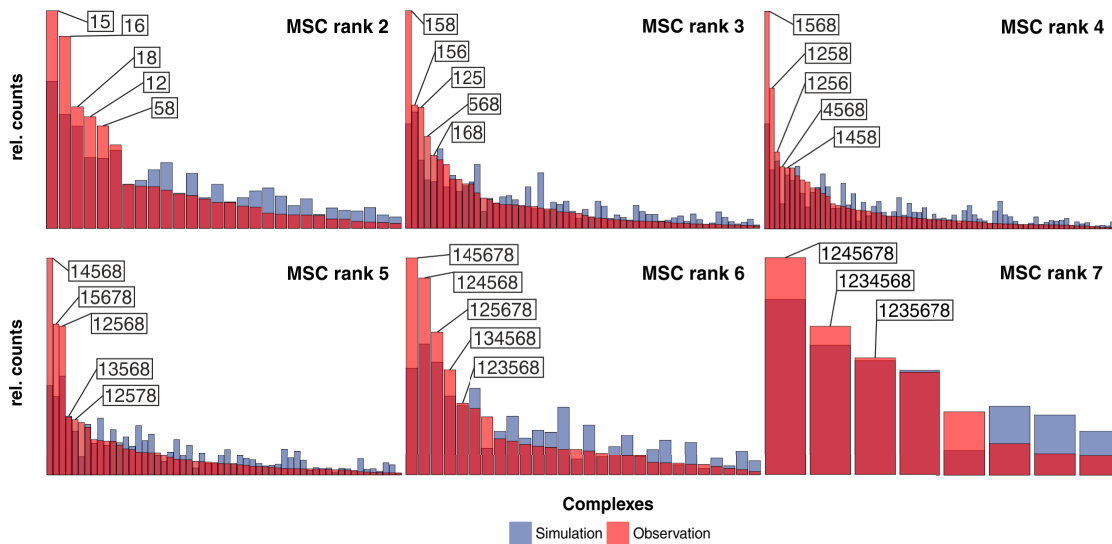 MSC rank 2
15
16
18
12
58
rel. counts
MSC rank 3
158
156
125
568
168
MSC rank 4
1568
1258
1256
4568
1458
MSC rank 5
14568
15678
12568
13568
12578
rel. counts
MSC rank 6
145678
124568
125678
134568
123568
MSC rank 7
1245678
1234568
1235678
Complexes
Simulation Observation